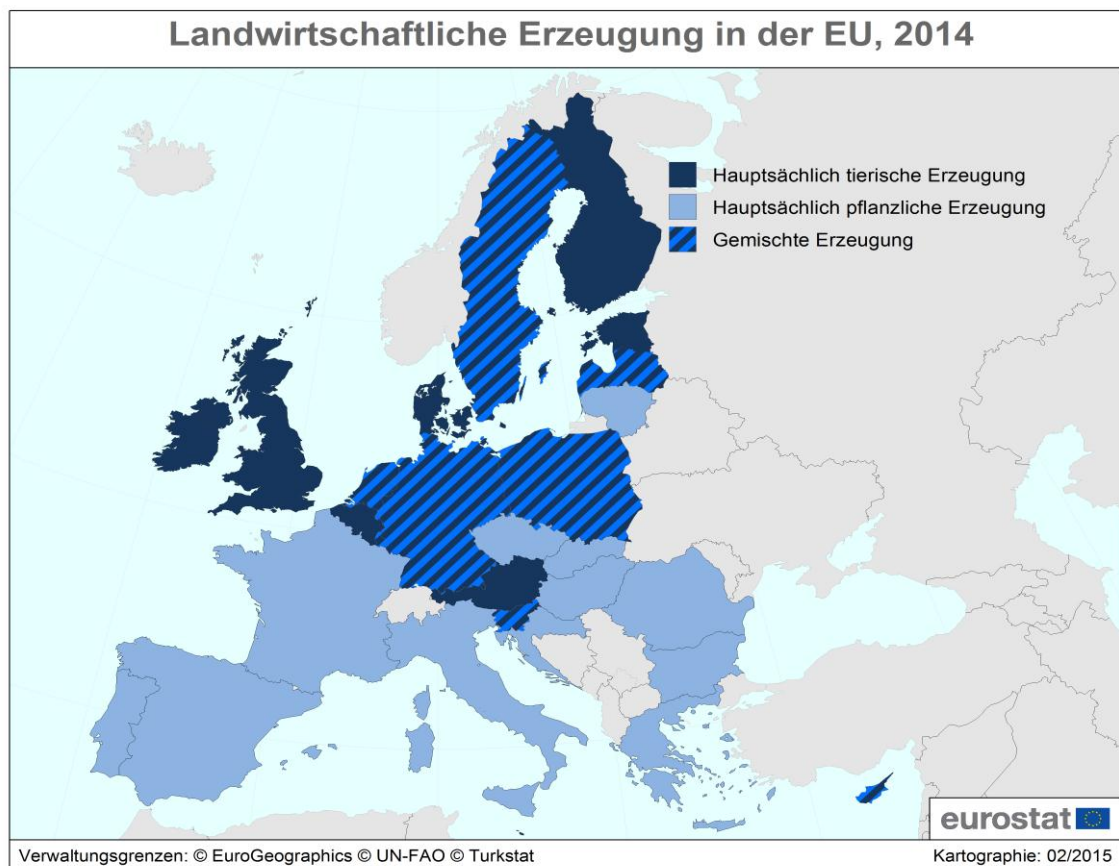 Landwirtschaftliche Erzeugung in der EU, 2014
Hauptsächlich tierische Erzeugung
Hauptsächlich pflanzliche Erzeugung
Gemischte Erzeugung
eurostat
Verwaltungsgrenzen: © EuroGeographics © UN-FAO © Turkstat
Kartographie: 02/2015